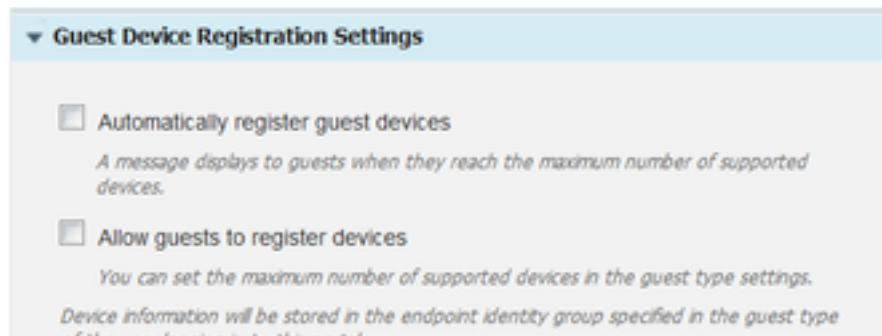 Guest Device Registration Settings
Automatically register guest devices
A message displays to guests when they reach the maximum number of supported
devices.
Allow guests to register devices
You can set the maximum number of supported devices in the guest type settings.
Device information will be stored in the endpoint identity group specified in the guest type